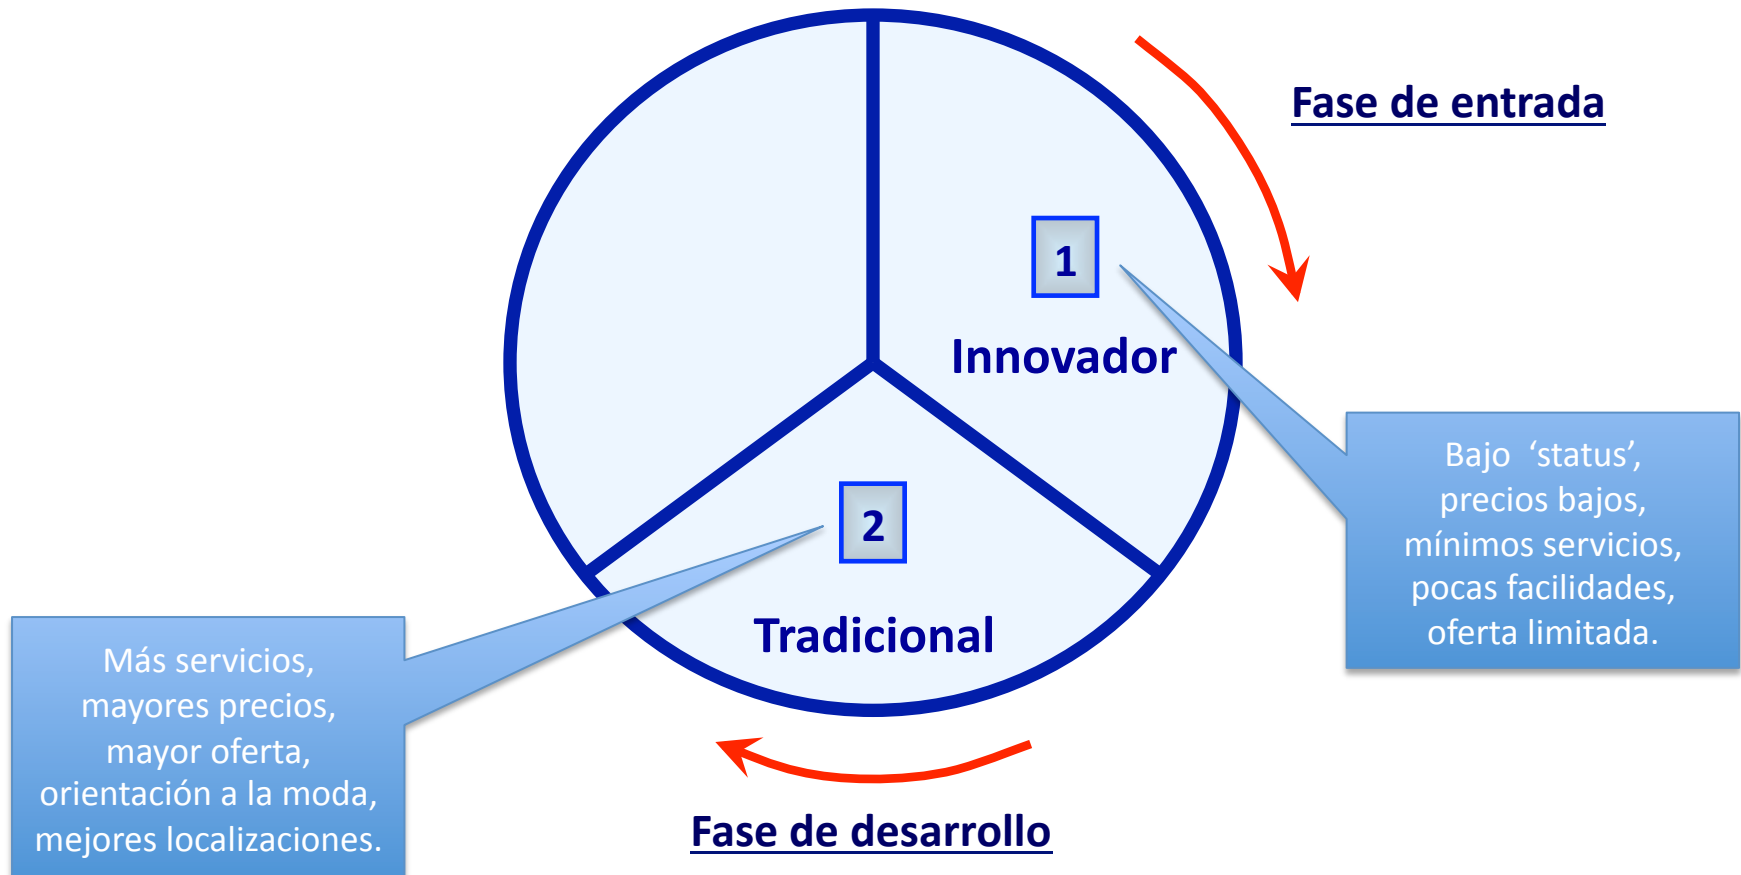 Fase de entrada
1
Innovador
Bajo ‘status’,
precios bajos,
mínimos servicios,
pocas facilidades,
oferta limitada.
2
Tradicional
Más servicios,
mayores precios,
mayor oferta,
orientación a la moda,
mejores localizaciones.
Fase de desarrollo